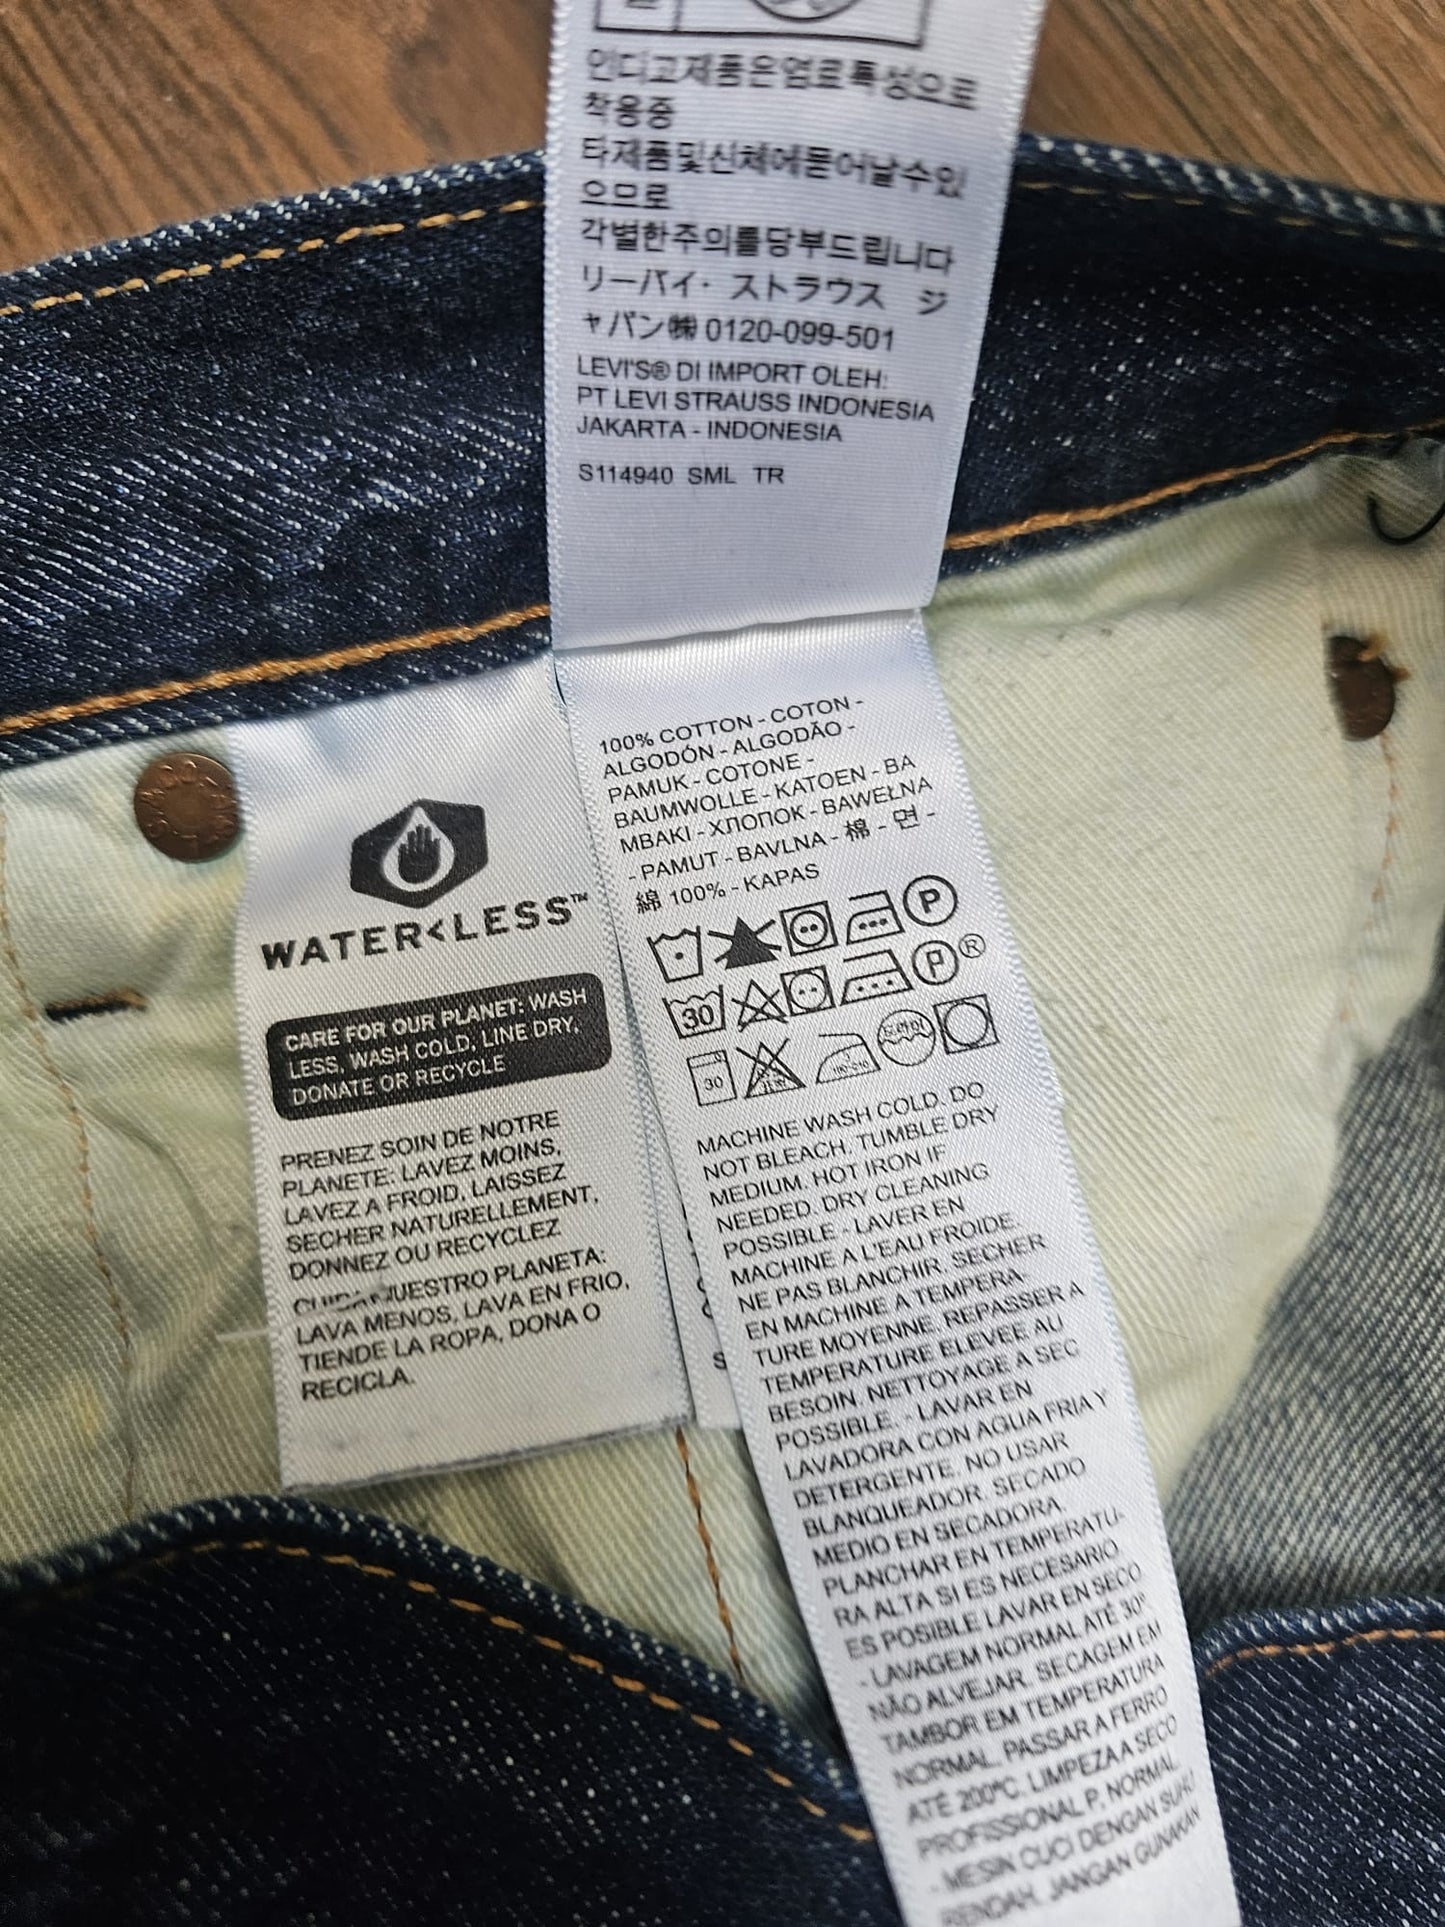 인디고제품은염료특성으로
착용중
타제품및신체에묻어날수있
으므로
각별한주의를당부드립니다
リーバイ・ストラウス ジ
ャパン㈱ 0120-099-501
LEVI'S® DI IMPORT OLEH:
PT LEVI STRAUSS INDONESIA
JAKARTA - INDONESIA
S114940 SML TR
WATER<LESS™
CARE FOR OUR PLANET: WASH
LESS, WASH COLD, LINE DRY,
DONATE OR RECYCLE
PRENEZ SOIN DE NOTRE
PLANETE: LAVEZ MOINS,
LAVEZ A FROID, LAISSEZ
SECHER NATURELLEMENT,
DONNEZ OU RECYCLEZ
NUESTRO PLANETA:
LAVA MENOS, LAVA EN FRIO,
TIENDE LA ROPA, DONA O
RECICLA.
100% COTTON - COTON -
ALGODÓN - ALGODÃO -
PAMUK - COTONE -
BAUMWOLLE - KATOEN - BA
MBAKI - ХЛОПОК - BAWEŁNA
- PAMUT - BAVLNA - 棉 - 면 -
綿 100% - KAPAS
P
30 P ®
30
MACHINE WASH COLD. DO
NOT BLEACH. TUMBLE DRY
MEDIUM. HOT IRON IF
NEEDED. DRY CLEANING
POSSIBLE - LAVER EN
MACHINE A L'EAU FROIDE.
NE PAS BLANCHIR. SECHER
EN MACHINE A TEMPERA-
TURE MOYENNE. REPASSER A
TEMPERATURE ELEVEE AU
BESOIN. NETTOYAGE A SEC
POSSIBLE. - LAVAR EN
LAVADORA CON AGUA FRIA Y
DETERGENTE. NO USAR
BLANQUEADOR. SECADO
MEDIO EN SECADORA.
PLANCHAR EN TEMPERATU-
RA ALTA SI ES NECESARIO.
ES POSIBLE LAVAR EN SECO
- LAVAGEM NORMAL ATÉ 30°
NÃO ALVEJAR. SECAGEM EM
TAMBOR EM TEMPERATURA
NORMAL. PASSAR A FERRO
ATÉ 200°C. LIMPEZA A SECO
PROFISSIONAL P, NORMAL.
- MESIN CUCI DENGAN SUHU
RENDAH. JANGAN GUNAKAN